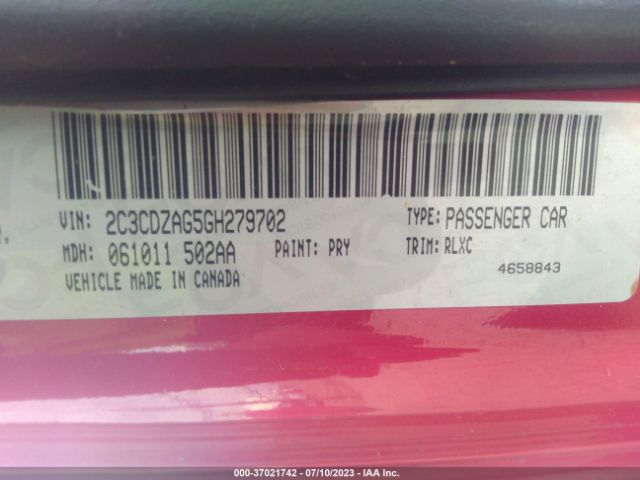 VIN: 2C3CDZAG5GH279702 TYPE: PASSENGER CAR
MDH: 061011 502AA PAINT: PRY TRIM: RLXC
VEHICLE MADE IN CANADA 4658843
000-37021742 - 07/10/2023 - IAA Inc.